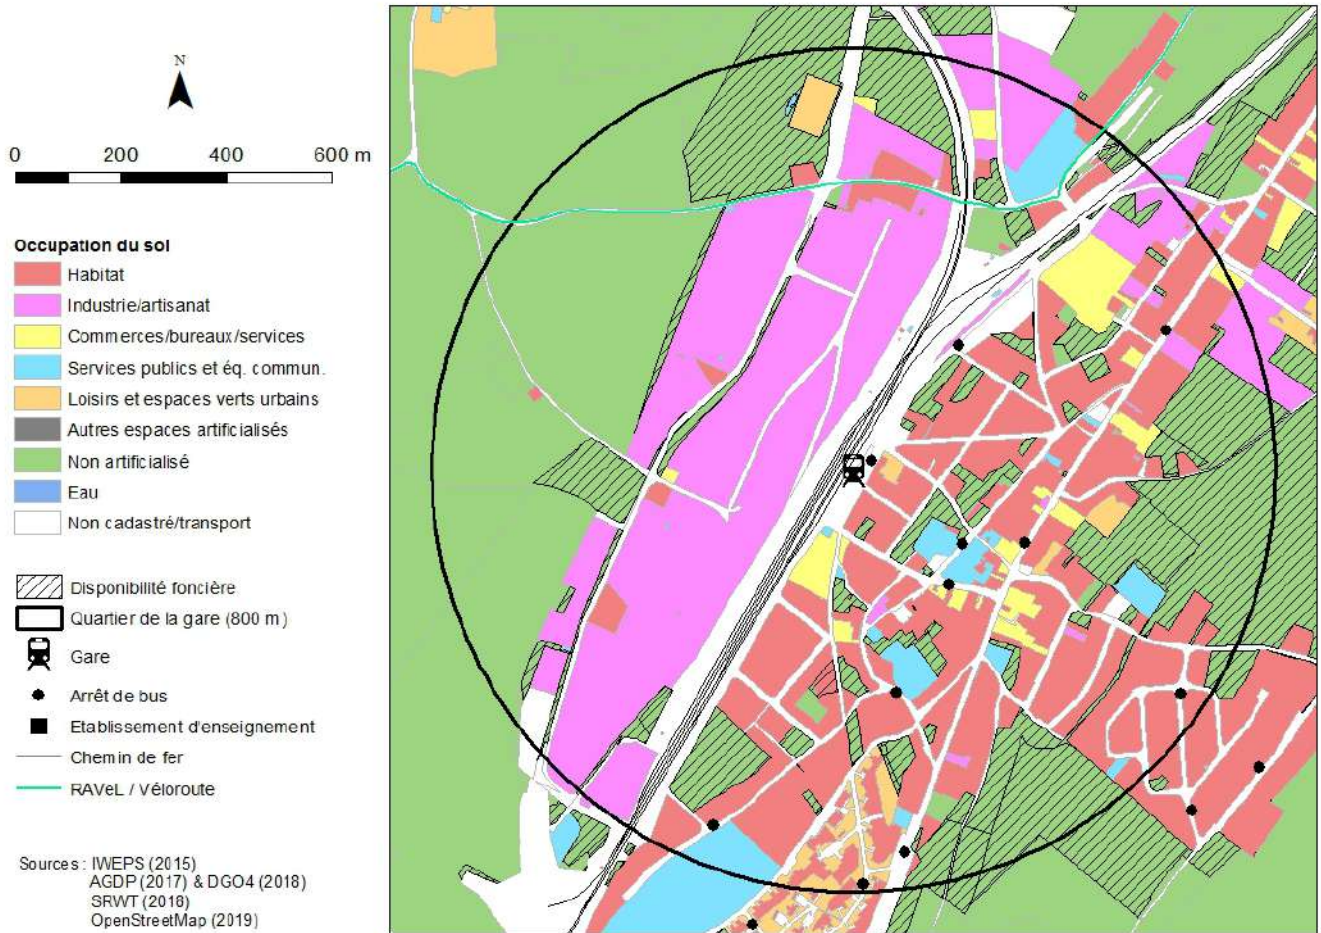 N
0 200 400 600 m
Occupation du sol
Habitat
Industrie/artisanat
Commerces/bureaux/services
Services publics et éq. commun.
Loisirs et espaces verts urbains
Autres espaces artificialisés
Non artificialisé
Eau
Non cadastré/transport
Disponibilité foncière
Quartier de la gare (800 m)
Gare
Arrêt de bus
Etablissement d'enseignement
Chemin de fer
RAVeL / Véloroute
Sources : IWEPS (2015)
AGDP (2017) & DGO4 (2018)
SRWT (2018)
OpenStreetMap (2019)